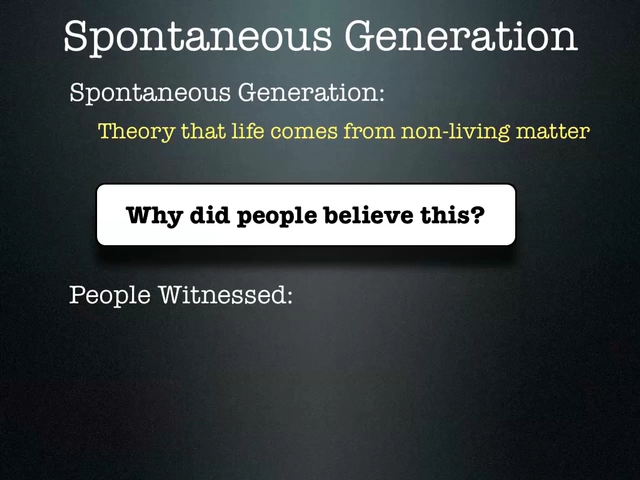 Spontaneous Generation
Spontaneous Generation:
Theory that life comes from non-living matter
Why did people believe this?
People Witnessed: